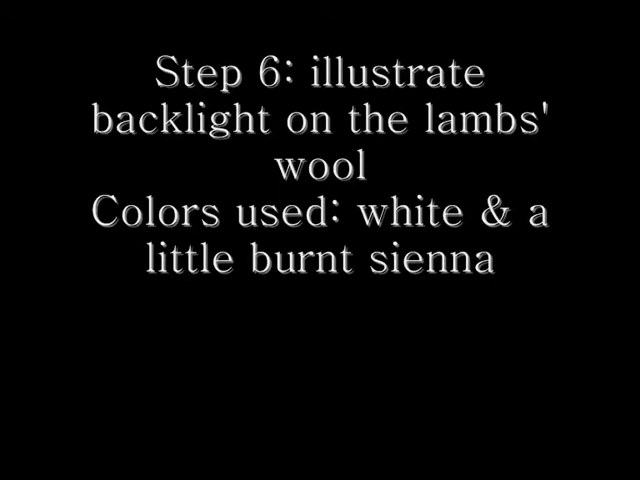 Step 6: illustrate
backlight on the lambs'
wool
Colors used: white & a
little burnt sienna